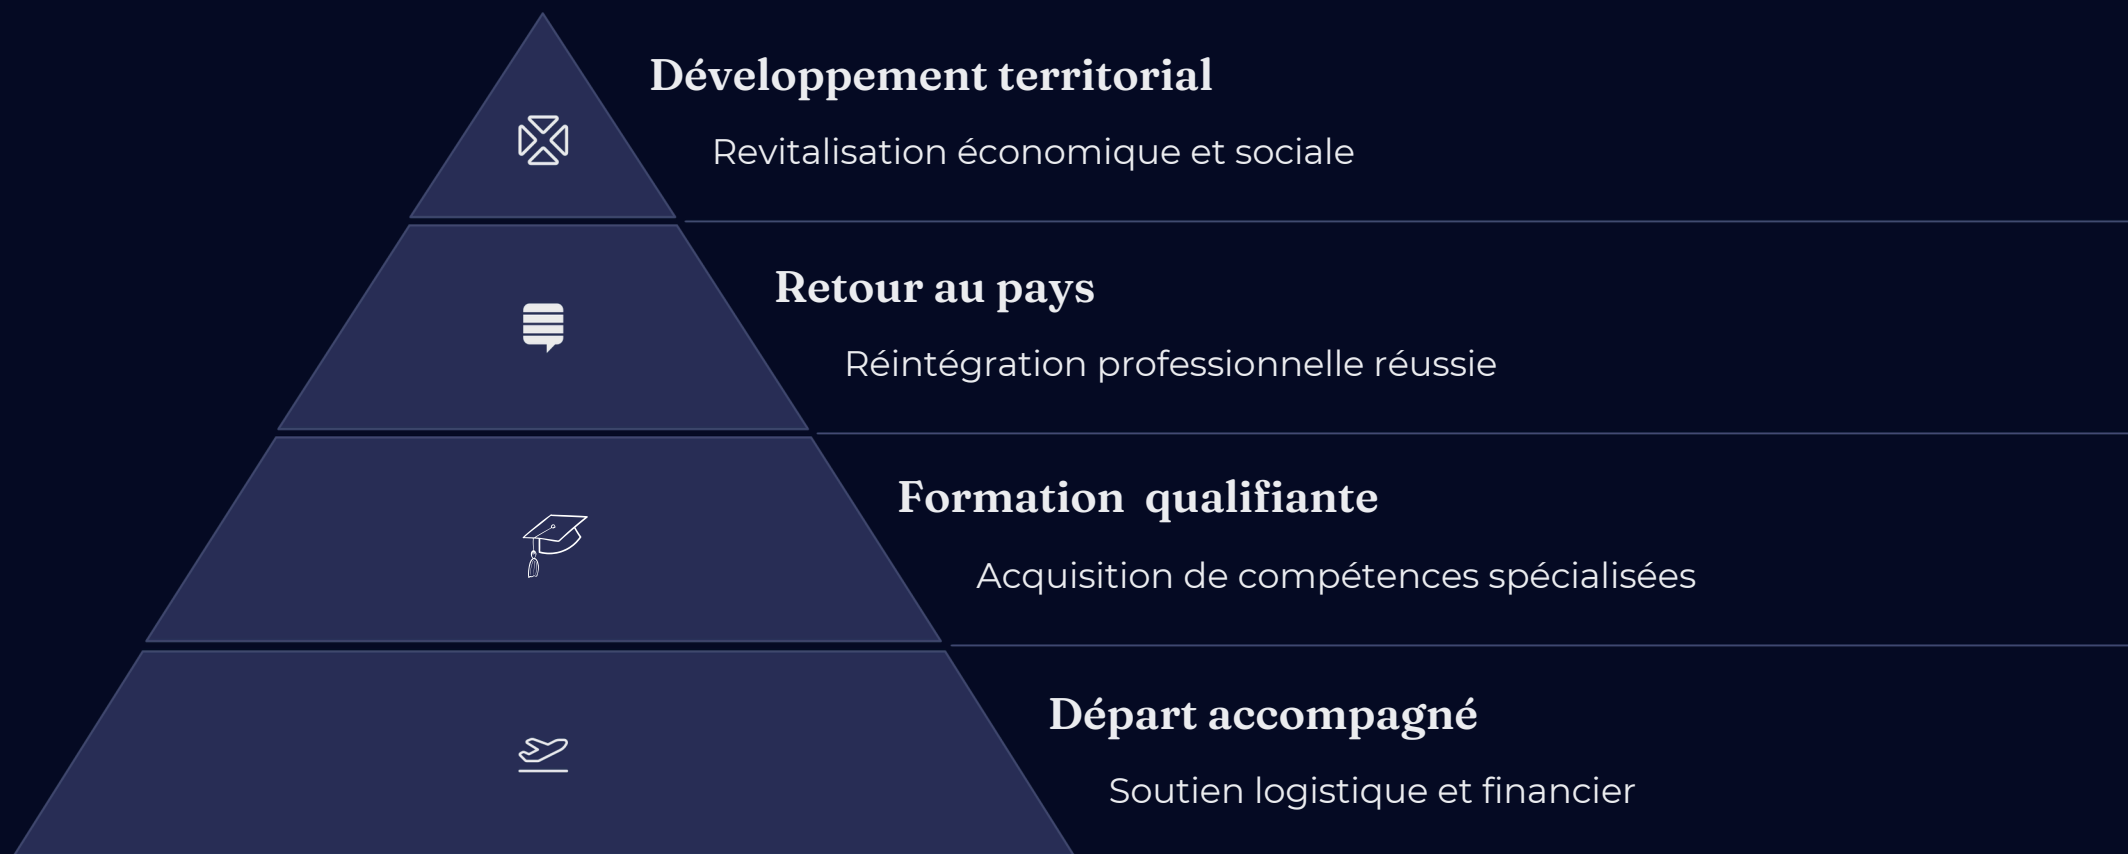 Développement territorial
Revitalisation économique et sociale
Retour au pays
Réintégration professionnelle réussie
Formation  qualifiante
Acquisition de compétences spécialisées
Départ accompagné
Soutien logistique et financier